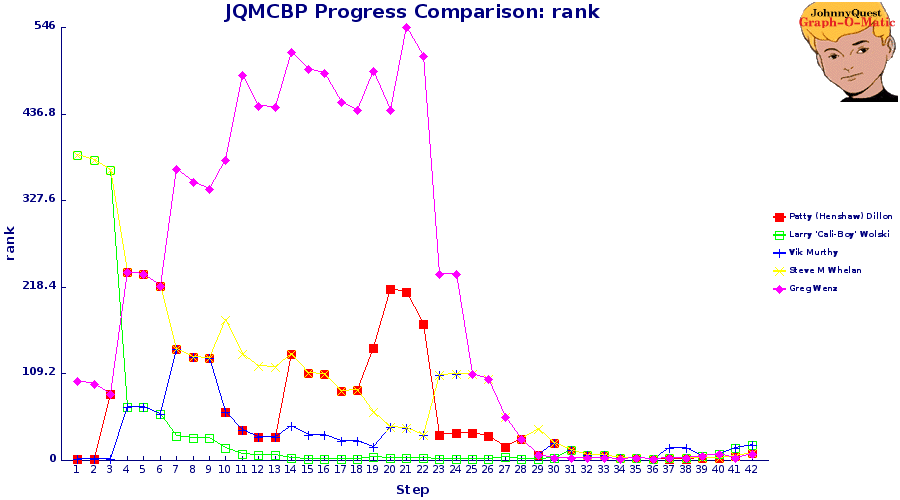 JQMCBP Progress Comparison: rank
JohnnyQuest
Graph-O-Matic
546
436.8
327.6
218.4
109.2
0
rank
1 2 3 4 5 6 7 8 9 10 11 12 13 14 15 16 17 18 19 20 21 22 23 24 25 26 27 28 29 30 31 32 33 34 35 36 37 38 39 40 41 42
Step
Patty (Henshaw) Dillon
Larry 'Cali-Boy' Wolski
Vik Murthy
Steve M Whelan
Greg Wenz